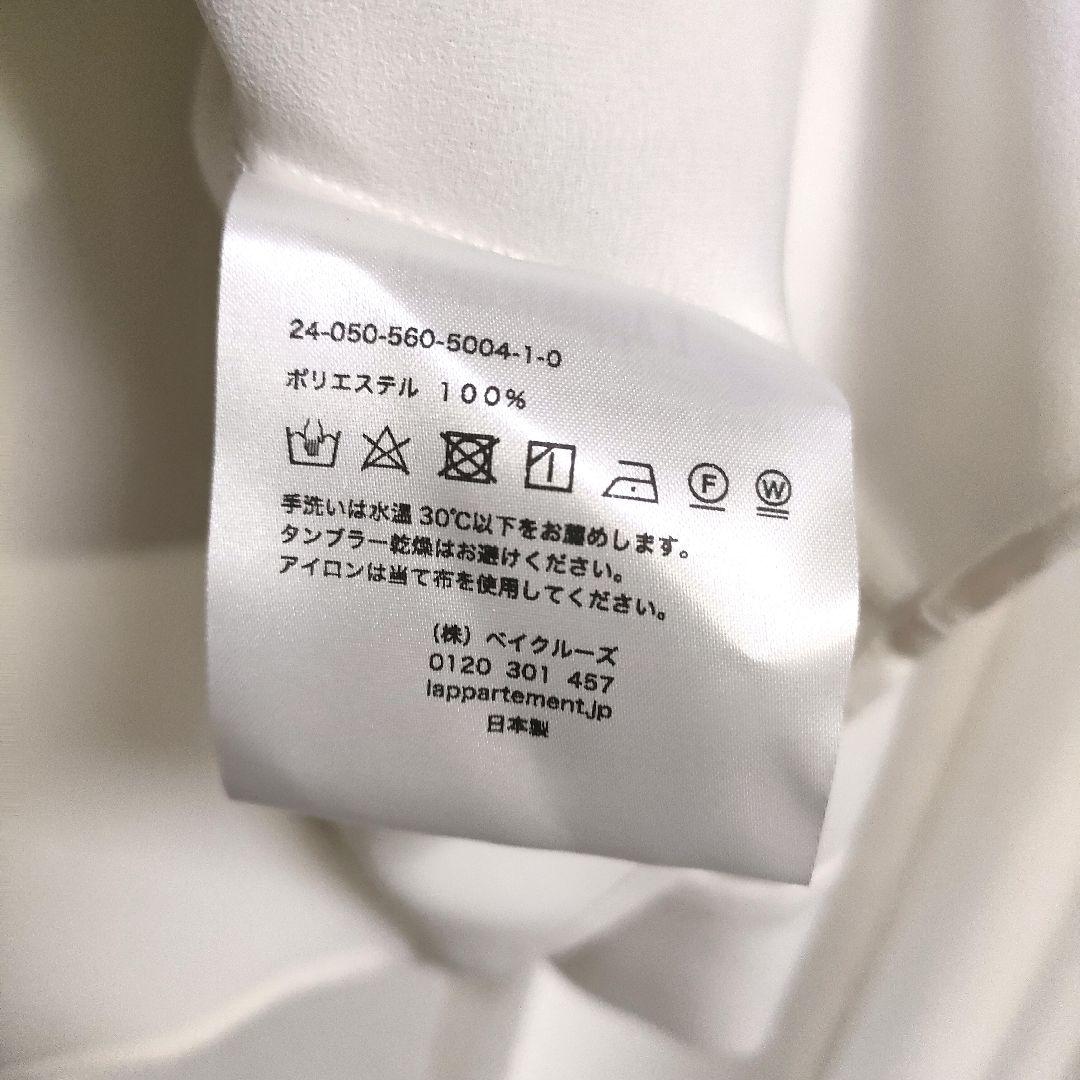 24-050-560-5004-1-0
ポリエステル 100%
F W
手洗いは水温30℃以下をお薦めします。
タンブラー乾燥はお避けください。
アイロンは当て布を使用してください。
(株) ベイクルーズ
0120 301 457
lappartement.jp
日本製